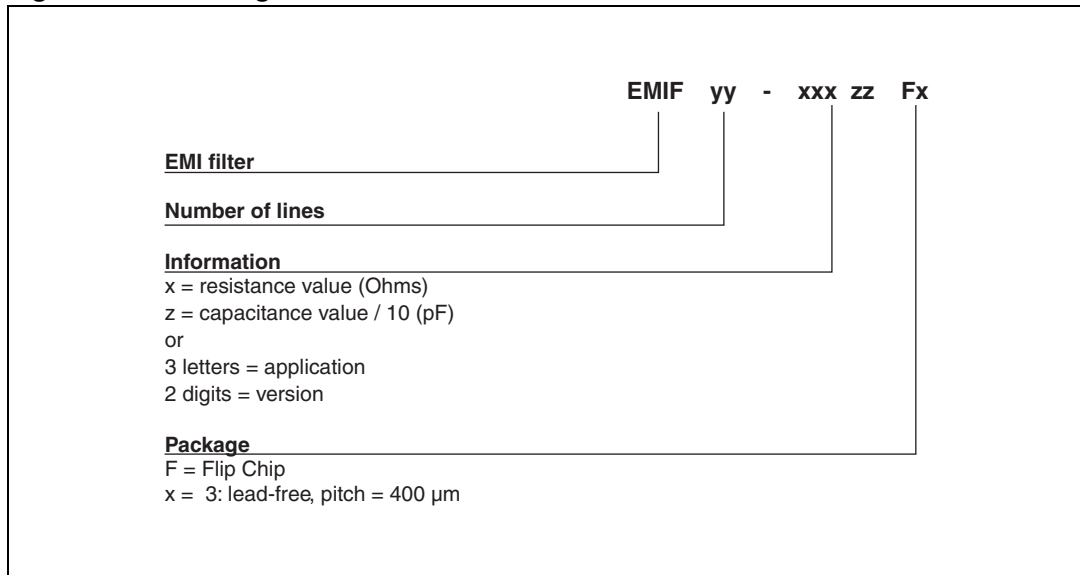 EMIF yy - xxx zz Fx
EMI filter
Number of lines
Information
x = resistance value (Ohms)
z = capacitance value / 10 (pF)
or
3 letters = application
2 digits = version
Package
F = Flip Chip
x = 3: lead-free, pitch = 400 µm